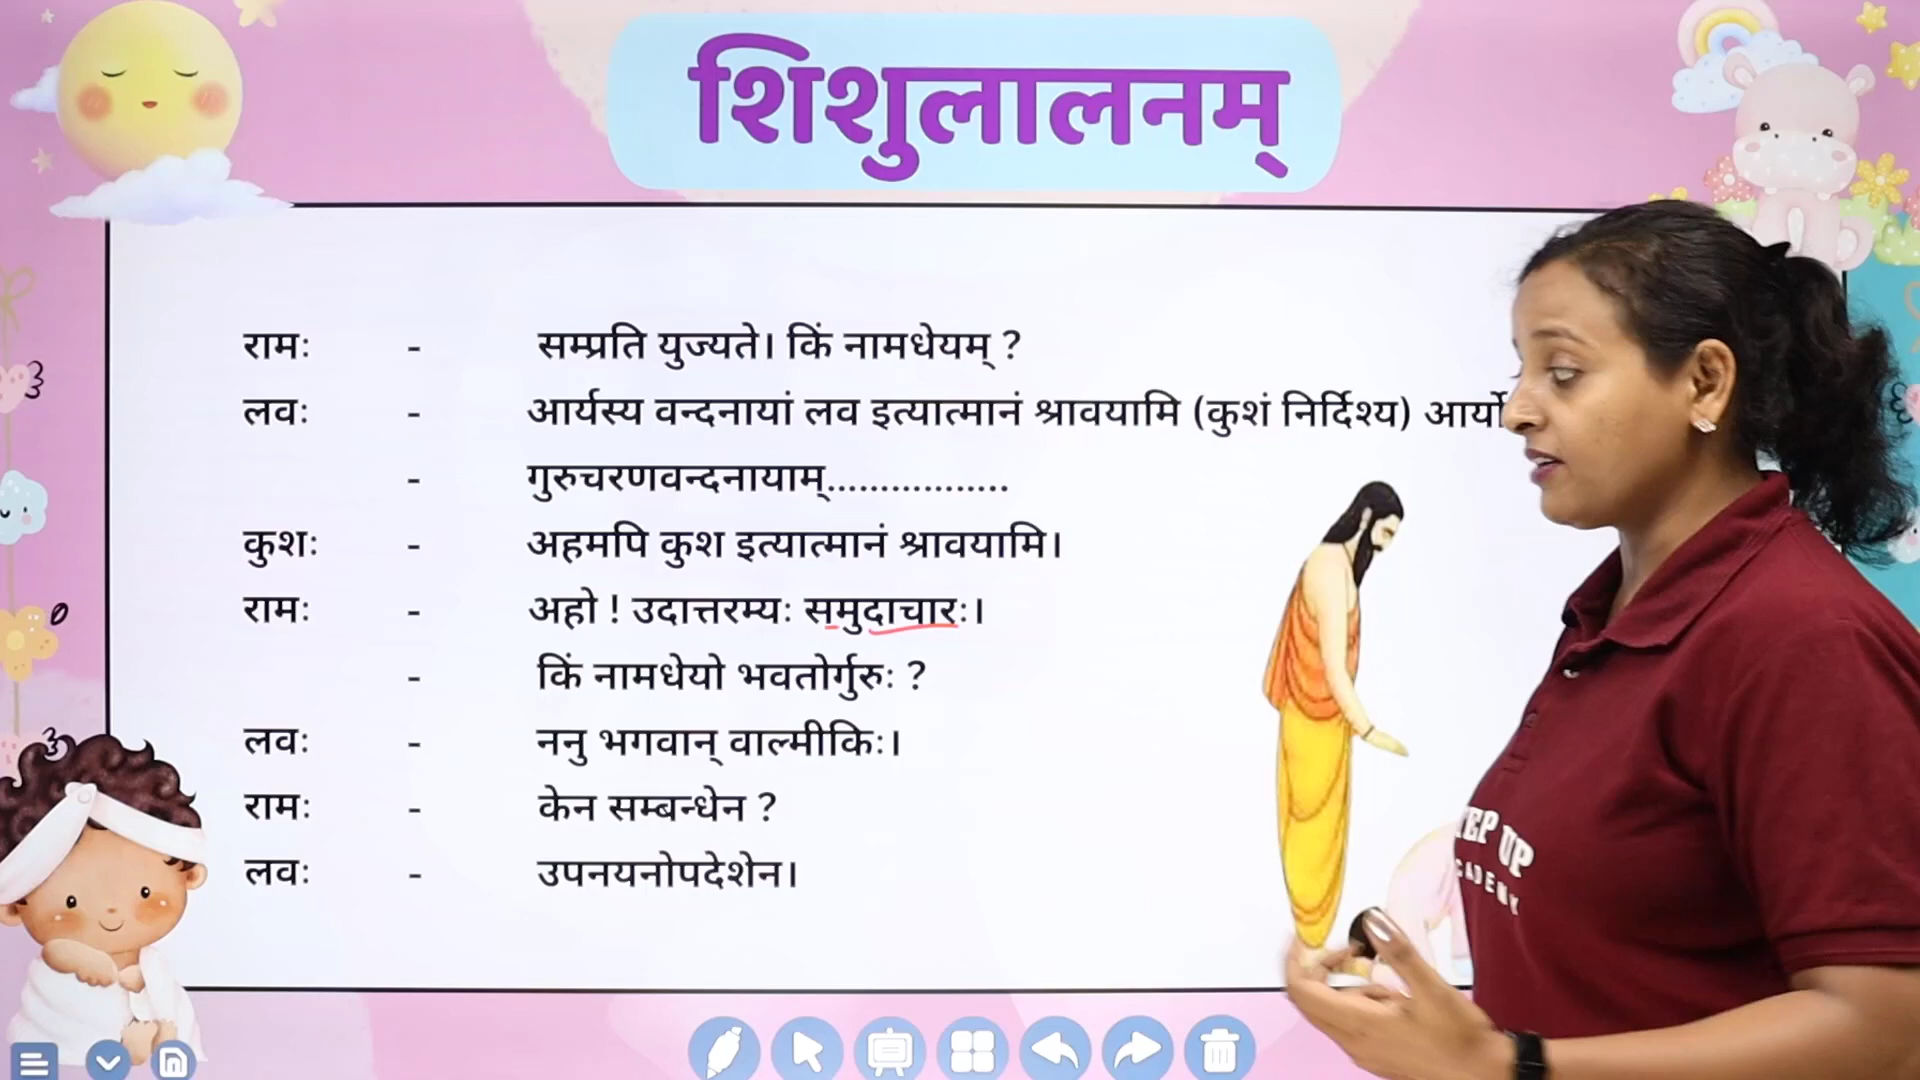 शिशुलालनम्
रामः - सम्प्रति युज्यते। किं नामधेयम् ?
लवः - आर्यस्य वन्दनायां लव इत्यात्मानं श्रावयामि (कुशं निर्दिश्य)
- गुरुचरणवन्दनायाम्.................
कुशः - अहमपि कुश इत्यात्मानं श्रावयामि।
रामः - अहो ! उदात्तरम्यः समुदाचारः।
- किं नामधेयो भवतोर्गुरुः ?
लवः - ननु भगवान् वाल्मीकिः।
रामः - केन सम्बन्धेन ?
लवः - उपनयनोपदेशेन।
UP